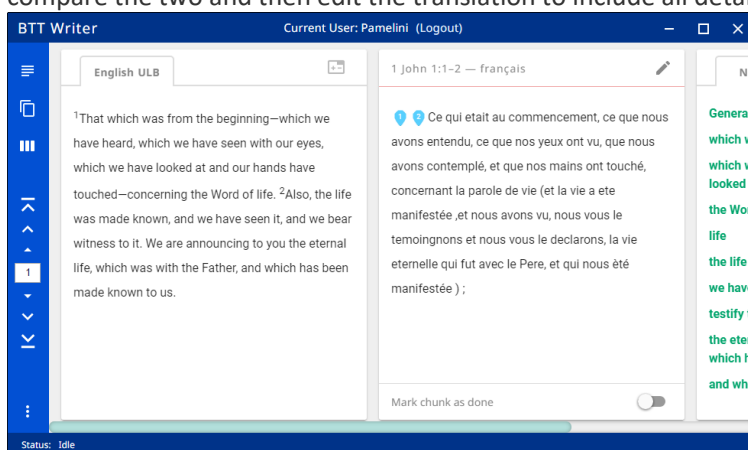 compare the two and then edit the translation to include all
BTT Writer
Current User: Pamelini (Logout)
English ULB
1That which was from the beginning—which we
have heard, which we have seen with our eyes,
which we have looked at and our hands have
touched—concerning the Word of life. 2Also, the life
was made known, and we have seen it, and we bear
witness to it. We are announcing to you the eternal
life, which was with the Father, and which has been
made known to us.
1 John 1:1–2 — français
1 2 Ce qui etait au commencement, ce que nous
avons entendu, ce que nos yeux ont vu, que nous
avons contemplé, et que nos mains ont touché,
concernant la parole de vie (et la vie a ete
manifestée ,et nous avons vu, nous vous le
temoingnons et nous vous le declarons, la vie
eternelle qui fut avec le Pere, et qui nous èté
manifestée ) ;
Mark chunk as done
N
Genera
which w
which w
looked
the Wo
life
the life
we have
testify
the ete
which h
and wh
1
Status: Idle